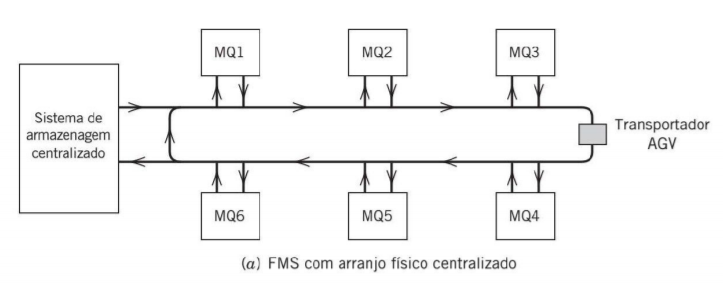 MQ1
MQ2
MQ3
Sistema de
armazenagem
centralizado
Transportador
AGV
MQ6
MQ5
MQ4
(a) FMS com arranjo físico centralizado